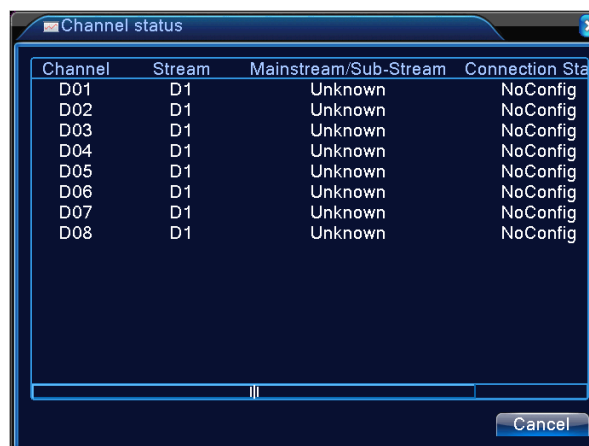 Channel status
Channel Stream Mainstream/Sub-Stream Connection Sta
D01 D1 Unknown NoConfig
D02 D1 Unknown NoConfig
D03 D1 Unknown NoConfig
D04 D1 Unknown NoConfig
D05 D1 Unknown NoConfig
D06 D1 Unknown NoConfig
D07 D1 Unknown NoConfig
D08 D1 Unknown NoConfig
Cancel